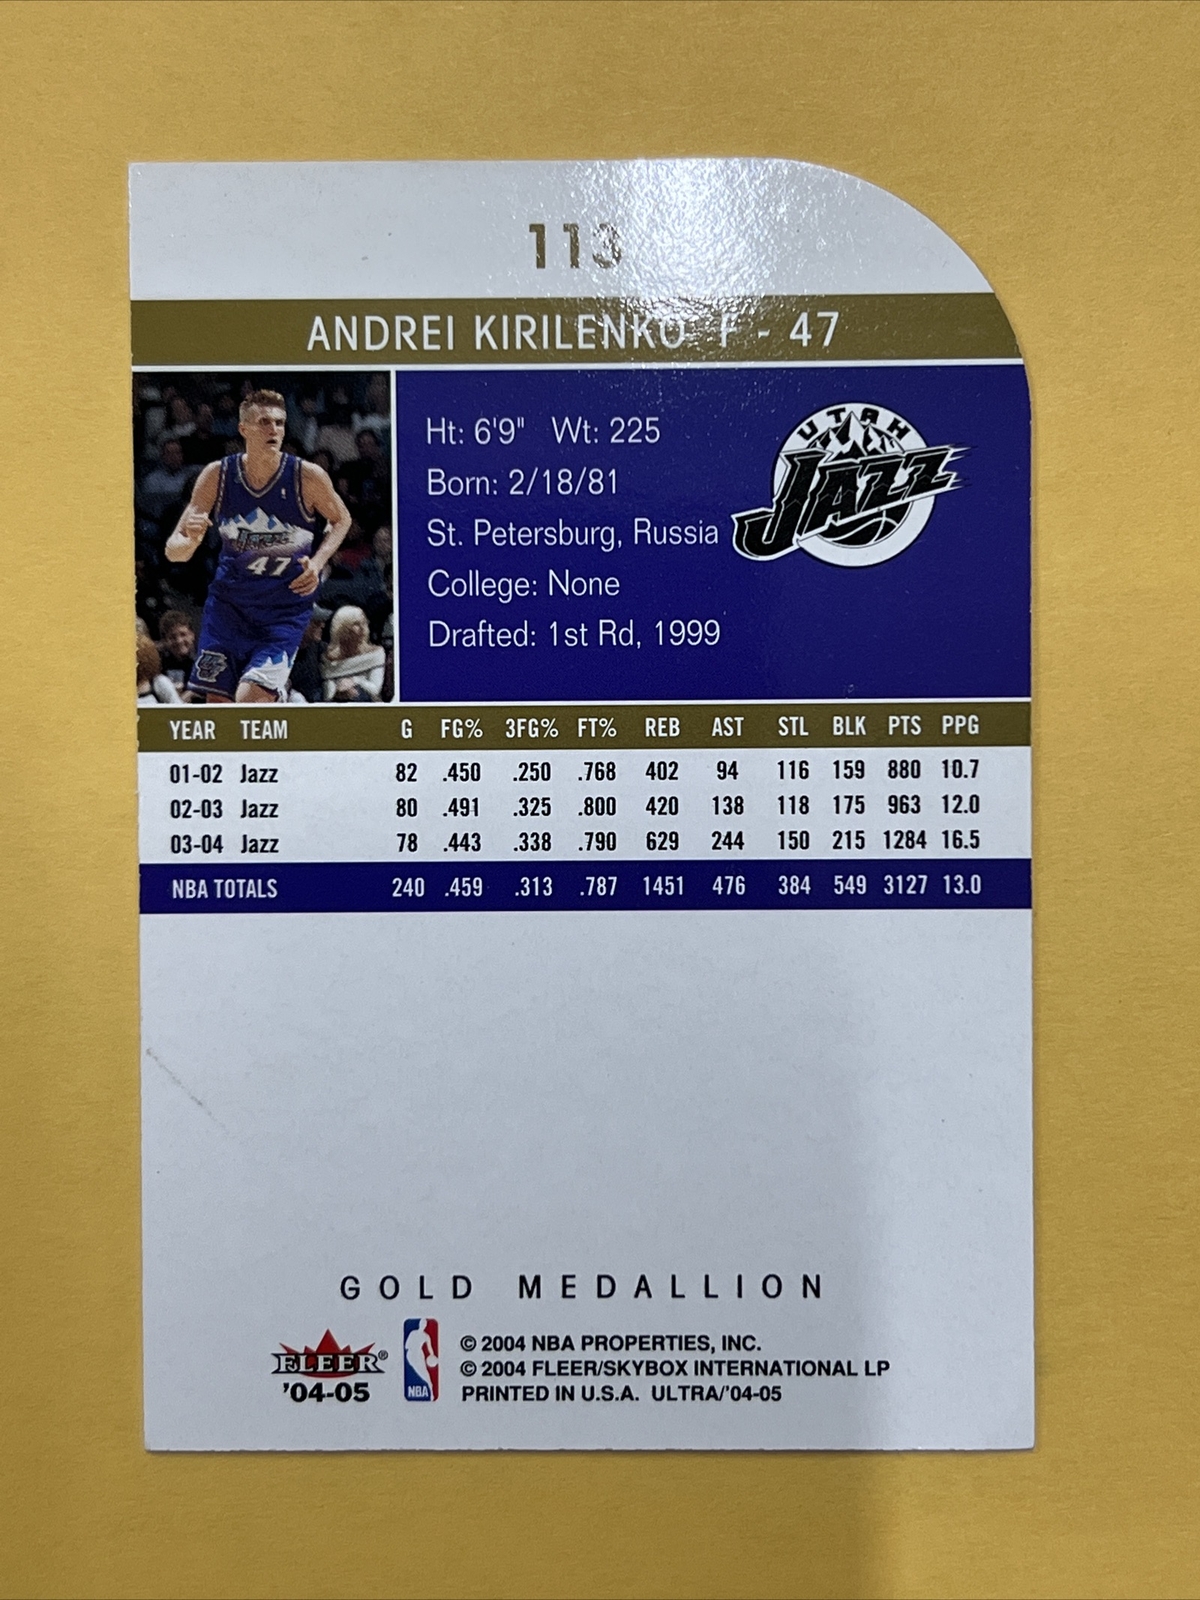 113
ANDREI KIRILENKO F - 47
Ht: 6'9" Wt: 225
Born: 2/18/81
St. Petersburg, Russia
College: None
Drafted: 1st Rd, 1999
UTAH
JAZZ
JAZZ
47
YEAR TEAM G FG% 3FG% FT% REB AST STL BLK PTS PPG
01-02 Jazz 82 .450 .250 .768 402 94 116 159 880 10.7
02-03 Jazz 80 .491 .325 .800 420 138 118 175 963 12.0
03-04 Jazz 78 .443 .338 .790 629 244 150 215 1284 16.5
NBA TOTALS 240 .459 .313 .787 1451 476 384 549 3127 13.0
GOLD MEDALLION
FLEER®
'04-05
NBA
© 2004 NBA PROPERTIES, INC.
© 2004 FLEER/SKYBOX INTERNATIONAL LP
PRINTED IN U.S.A. ULTRA/'04-05